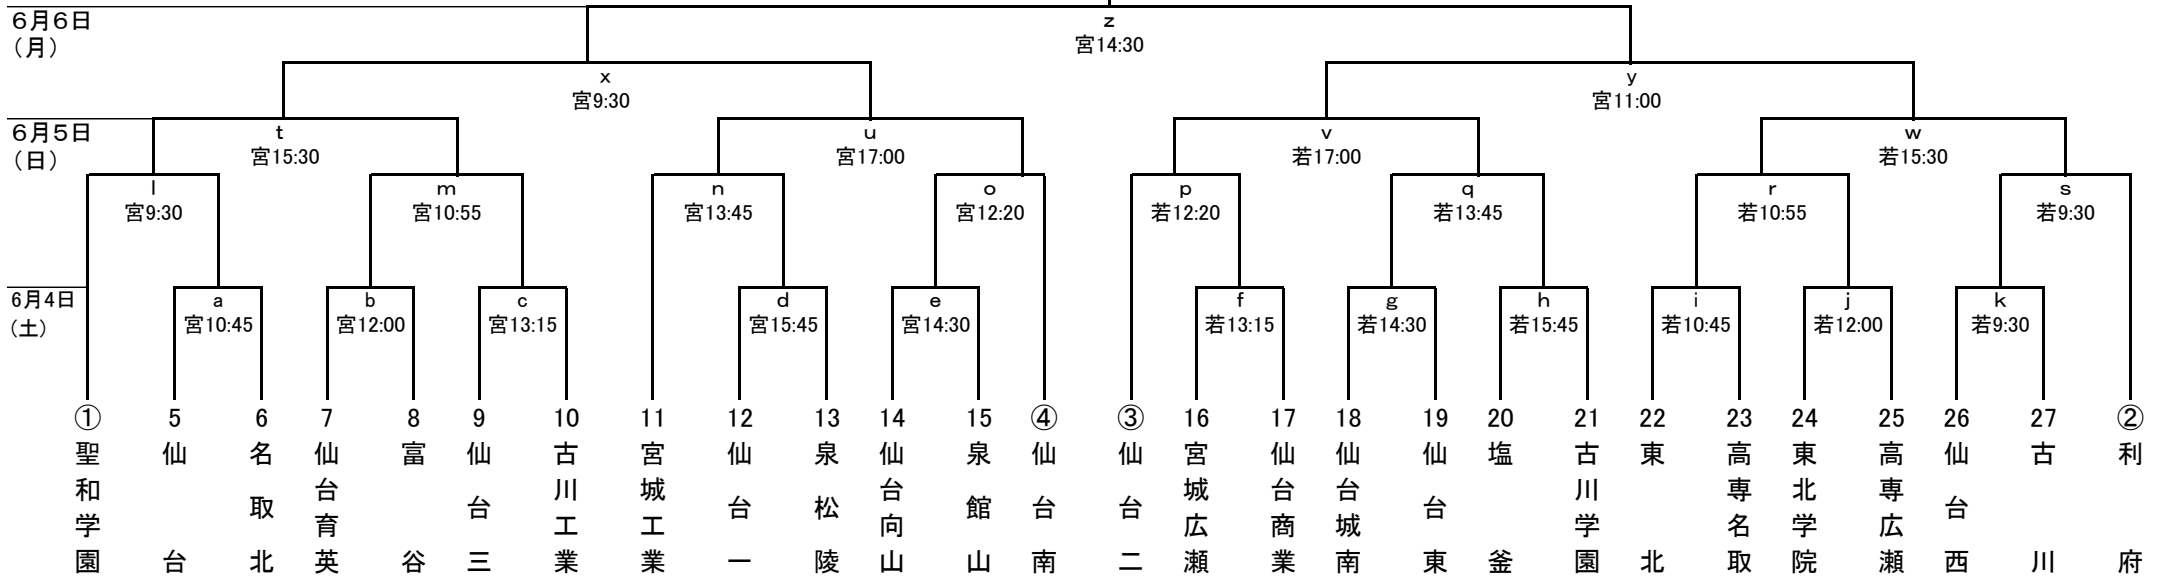 ６月６日
（月）
z
宮14:30
x
宮9:30
y
宮11:00
６月５日
（日）
t
宮15:30
u
宮17:00
v
若17:00
w
若15:30
l
宮9:30
m
宮10:55
n
宮13:45
o
宮12:20
p
若12:20
q
若13:45
r
若10:55
s
若9:30
6月4日
（土）
a
宮10:45
b
宮12:00
c
宮13:15
d
宮15:45
e
宮14:30
f
若13:15
g
若14:30
h
若15:45
i
若10:45
j
若12:00
k
若9:30
①
聖和学園
5
仙台
6
名取北
7
仙台育英
8
富谷
9
仙台三
10
古川工業
11
宮城工業
12
仙台一
13
泉松陵
14
仙台向山
15
泉館山
④
仙台南
③
仙台二
16
宮城広瀬
17
仙台商業
18
仙台城南
19
仙台東
20
塩釜
21
古川学園
22
東北
23
高専名取
24
東北学院
25
高専広瀬
26
仙台西
27
古川
②
利府